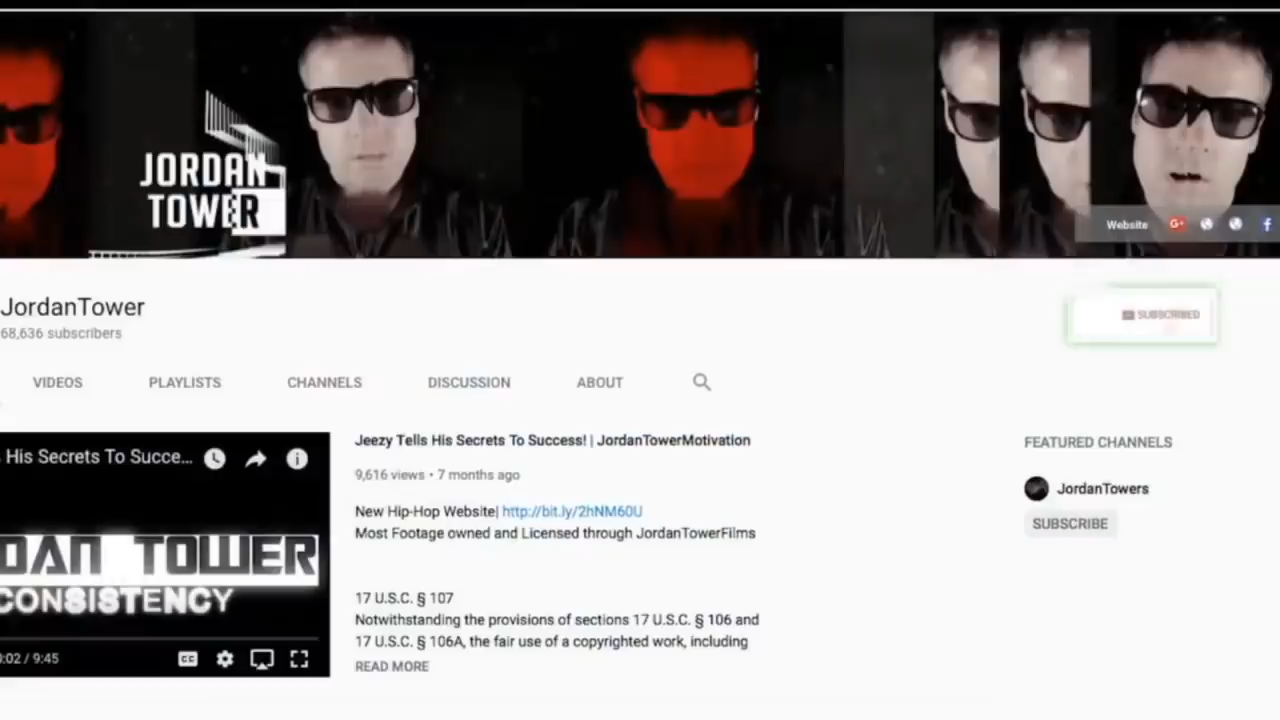 JORDAN
TOWER
Website
JordanTower
68,636 subscribers
SUBSCRIBED
VIDEOS PLAYLISTS CHANNELS DISCUSSION ABOUT
His Secrets To Succe...
DAN TOWER
CONSISTENCY
0:02 / 9:45
CC
Jeezy Tells His Secrets To Success! | JordanTowerMotivation
9,616 views • 7 months ago
New Hip-Hop Website| http://bit.ly/2hNM60U
Most Footage owned and Licensed through JordanTowerFilms
17 U.S.C. § 107
Notwithstanding the provisions of sections 17 U.S.C. § 106 and
17 U.S.C. § 106A, the fair use of a copyrighted work, including
READ MORE
FEATURED CHANNELS
JordanTowers
SUBSCRIBE